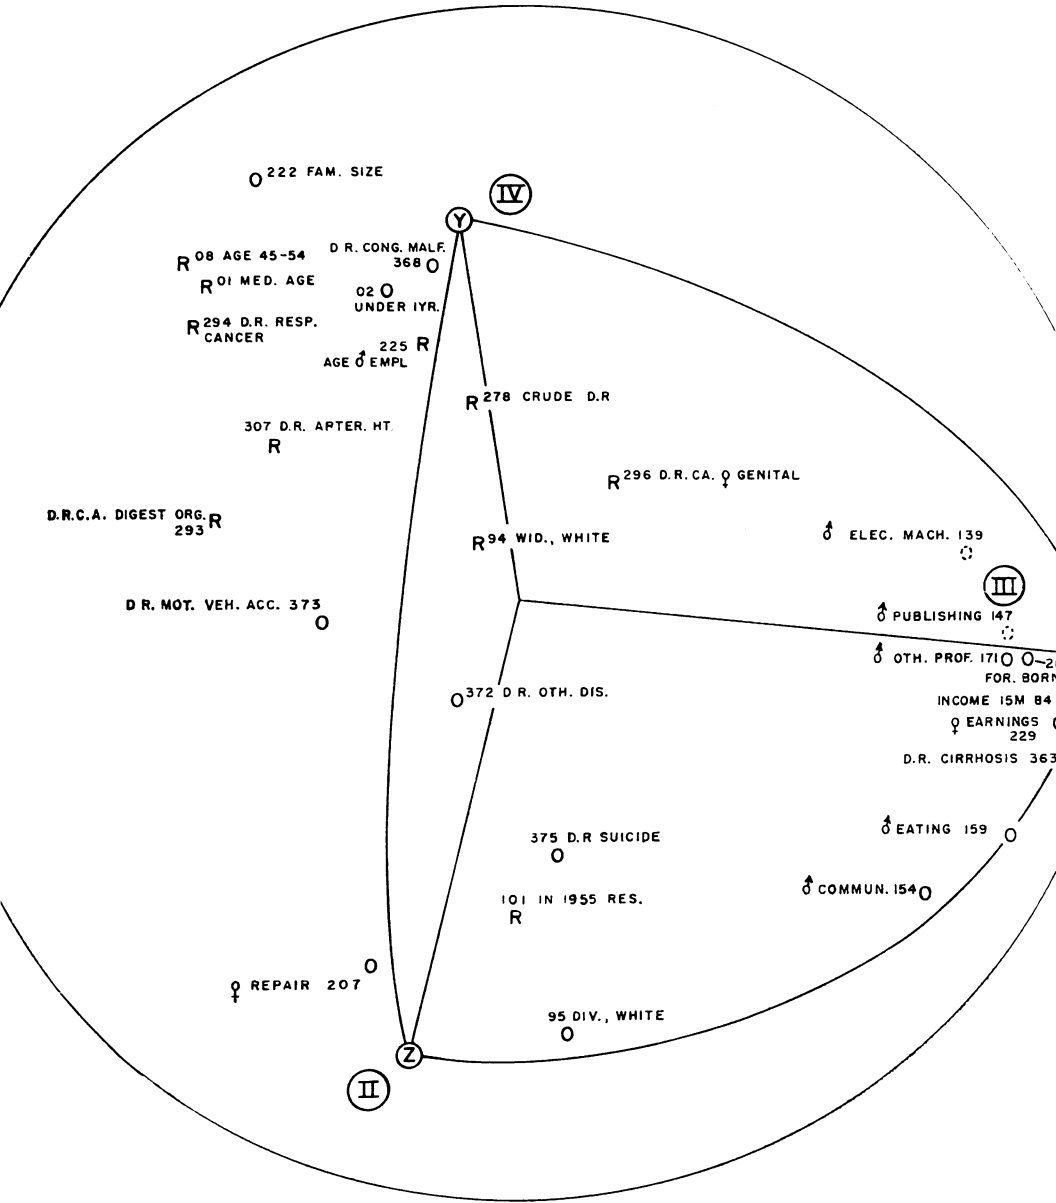 222 FAM. SIZE
IV
Y
D R. CONG. MALF.
368 O
R 08 AGE 45-54
R 01 MED. AGE
02 O
UNDER 1YR.
R 294 D.R. RESP.
CANCER
225 R
AGE ♂ EMPL
R 278 CRUDE D.R
307 D.R. ARTER. HT.
R
R 296 D.R.CA. ♀ GENITAL
D.R.C.A. DIGEST ORG.
293 R
R 94 WID., WHITE
♂ ELEC. MACH. 139
III
D R. MOT. VEH. ACC. 373
O
♂ PUBLISHING 147
♂ OTH. PROF. 171 O O
FOR. BORN
O 372 D R. OTH. DIS.
INCOME 15M 84
♀ EARNINGS
229
D.R. CIRRHOSIS 363
375 D.R SUICIDE
O
♂ EATING 159 O
101 IN 1955 RES.
R
♂ COMMUN. 154 O
O
♀ REPAIR 207
95 DIV., WHITE
O
Z
II